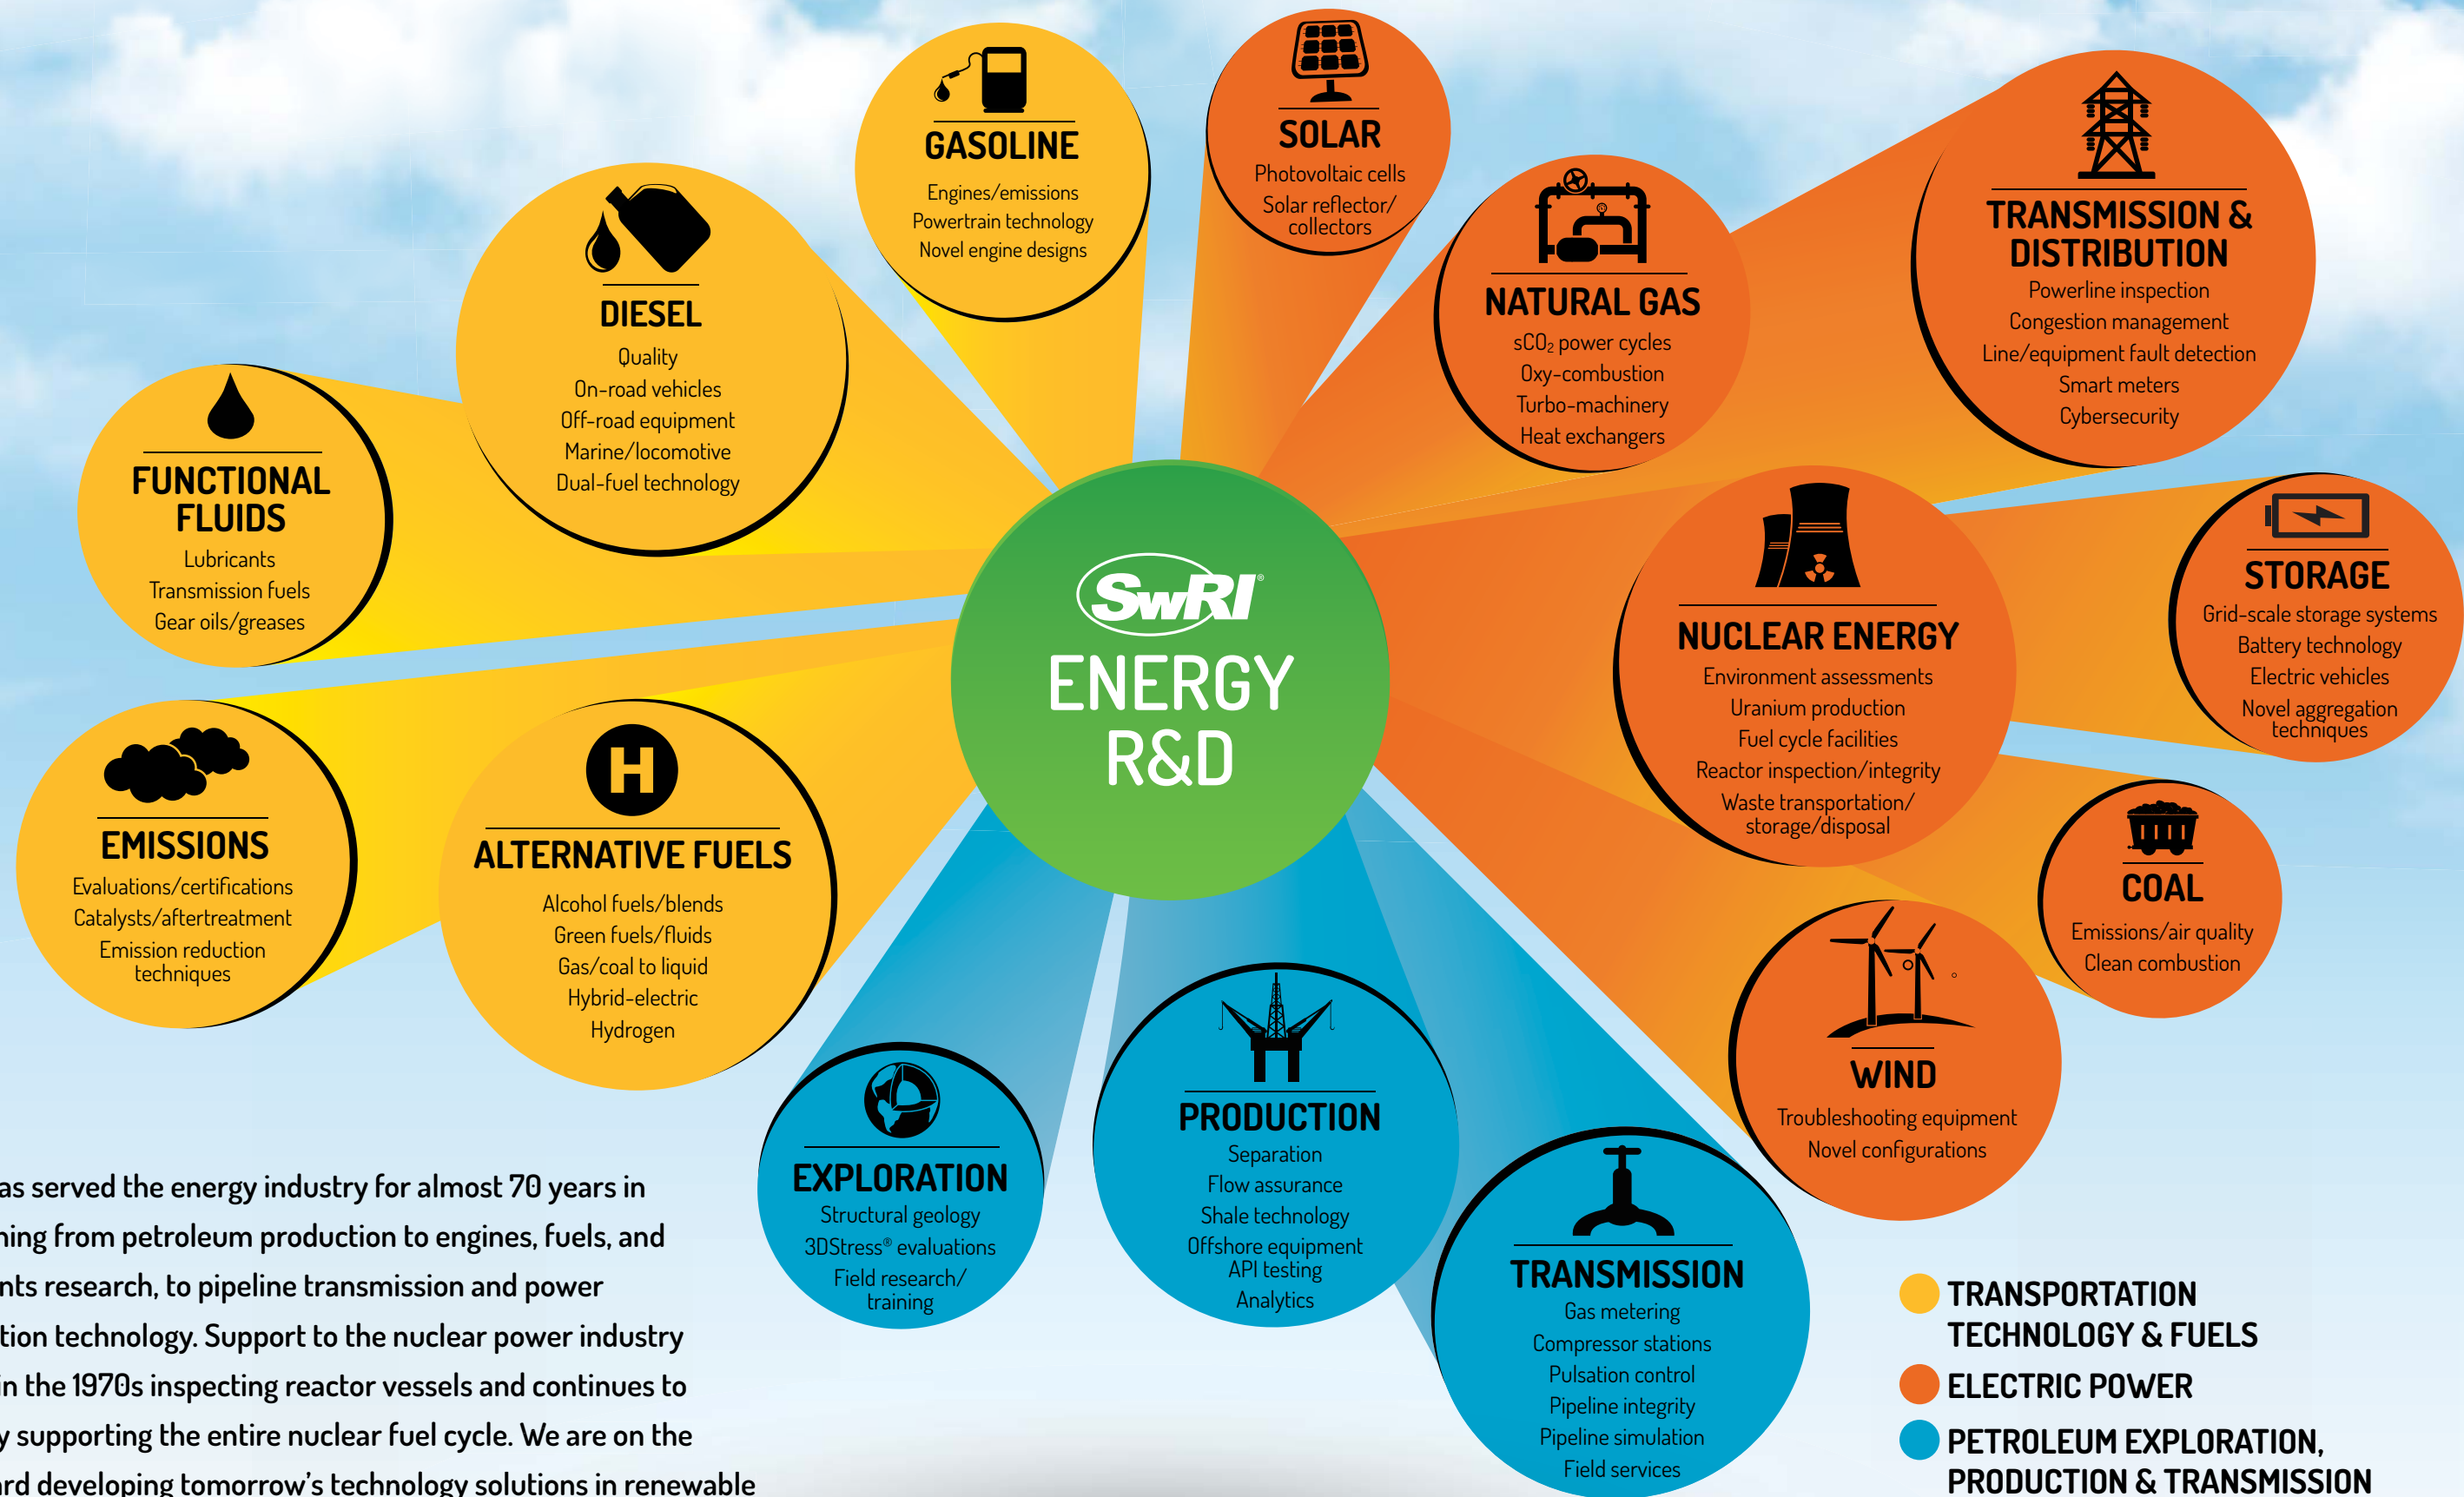 GASOLINE
Engines/emissions
Powertrain technology
Novel engine designs
SOLAR
Photovoltaic cells
Solar reflector/
collectors
DIESEL
Quality
On-road vehicles
Off-road equipment
Marine/locomotive
Dual-fuel technology
NATURAL GAS
sCO₂ power cycles
Oxy-combustion
Turbo-machinery
Heat exchangers
TRANSMISSION &
DISTRIBUTION
Powerline inspection
Congestion management
Line/equipment fault detection
Smart meters
Cybersecurity
FUNCTIONAL
FLUIDS
Lubricants
Transmission fuels
Gear oils/greases
SwRI®
ENERGY
R&D
NUCLEAR ENERGY
Environment assessments
Uranium production
Fuel cycle facilities
Reactor inspection/integrity
Waste transportation/
storage/disposal
STORAGE
Grid-scale storage systems
Battery technology
Electric vehicles
Novel aggregation
techniques
EMISSIONS
Evaluations/certifications
Catalysts/aftertreatment
Emission reduction
techniques
H
ALTERNATIVE FUELS
Alcohol fuels/blends
Green fuels/fluids
Gas/coal to liquid
Hybrid-electric
Hydrogen
COAL
Emissions/air quality
Clean combustion
WIND
Troubleshooting equipment
Novel configurations
EXPLORATION
Structural geology
3DStress® evaluations
Field research/
training
PRODUCTION
Separation
Flow assurance
Shale technology
Offshore equipment
API testing
Analytics
TRANSMISSION
Gas metering
Compressor stations
Pulsation control
Pipeline integrity
Pipeline simulation
Field services
as served the energy industry for almost 70 years in
ning from petroleum production to engines, fuels, and
nts research, to pipeline transmission and power
tion technology. Support to the nuclear power industry
in the 1970s inspecting reactor vessels and continues to
y supporting the entire nuclear fuel cycle. We are on the
ard developing tomorrow's technology solutions in renewable
TRANSPORTATION
TECHNOLOGY & FUELS
ELECTRIC POWER
PETROLEUM EXPLORATION,
PRODUCTION & TRANSMISSION